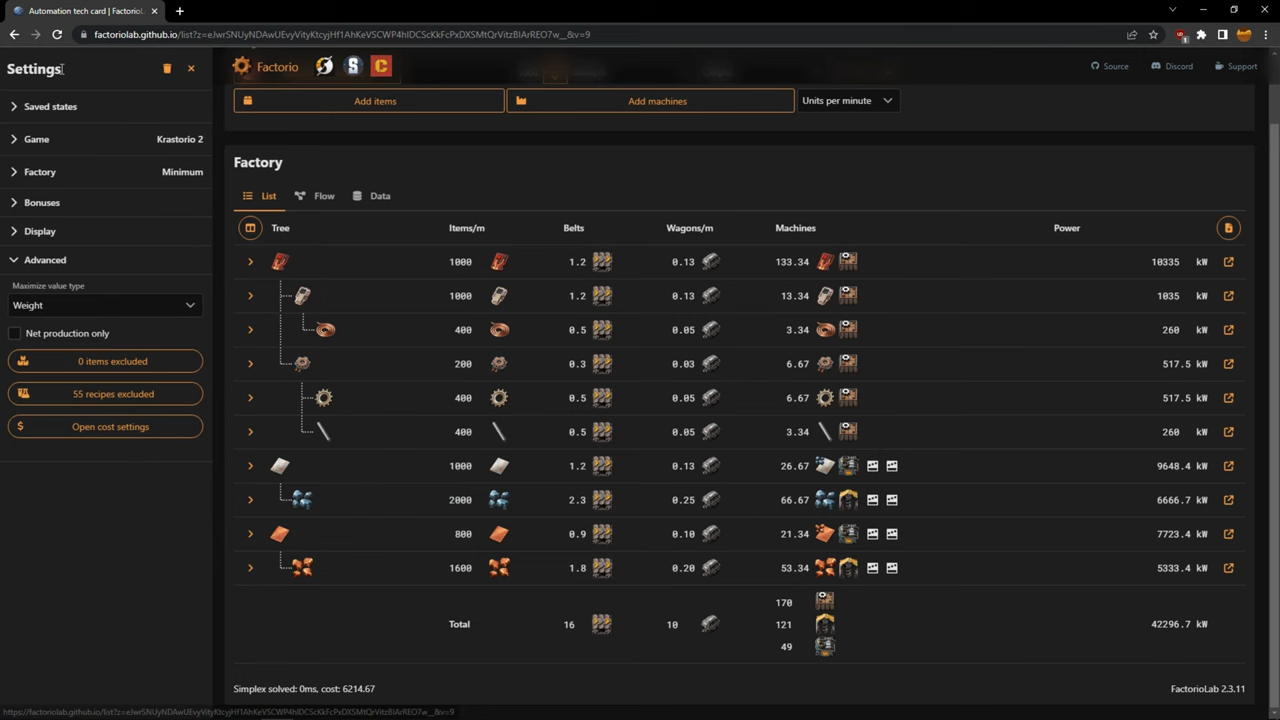 Automation tech card | FactorioL
factoriolab.github.io/list?z=eJwrSNUyNDAwUEvyVityKtcyjHf1AhKeVSCWP4hlDCScKkFcPxDXSMtQrVitz8IArEO7w__&v=9
Settings
Factorio
Source
Discord
Support
Saved states
Game
Krastorio 2
Factory
Minimum
Bonuses
Display
Advanced
Maximize value type
Weight
Net production only
0 items excluded
55 recipes excluded
Open cost settings
Add items
Add machines
Units per minute
Factory
List
Flow
Data
Tree
Items/m
Belts
Wagons/m
Machines
Power
1000 1.2 0.13 133.34 10335 kW
1000 1.2 0.13 13.34 1035 kW
400 0.5 0.05 3.34 260 kW
200 0.3 0.03 6.67 517.5 kW
400 0.5 0.05 6.67 517.5 kW
400 0.5 0.05 3.34 260 kW
1000 1.2 0.13 26.67 9648.4 kW
2000 2.3 0.25 66.67 6666.7 kW
800 0.9 0.10 21.34 7723.4 kW
1600 1.8 0.20 53.34 5333.4 kW
170
Total 16 10 121 42296.7 kW
49
Simplex solved: 0ms, cost: 6214.67
FactorioLab 2.3.11